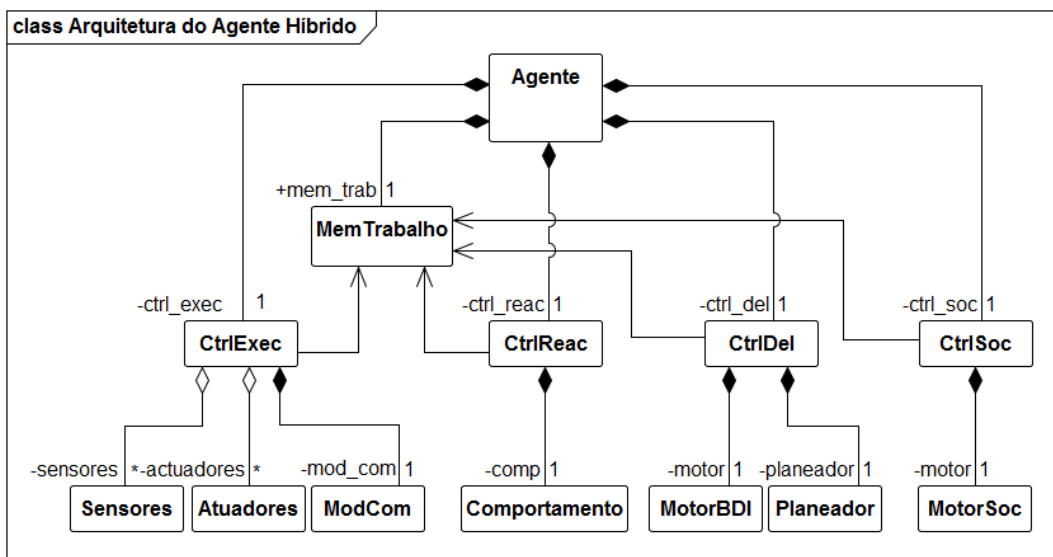 class Arquitetura do Agente Híbrido
Agente
+mem_trab 1
MemTrabalho
-ctrl_exec 1
-ctrl_reac 1
-ctrl_del 1
-ctrl_soc 1
CtrlExec
CtrlReac
CtrlDel
CtrlSoc
-sensores *
-actuadores *
-mod_com 1
-comp 1
-motor 1
-planeador 1
-motor 1
Sensores
Atuadores
ModCom
Comportamento
MotorBDI
Planeador
MotorSoc